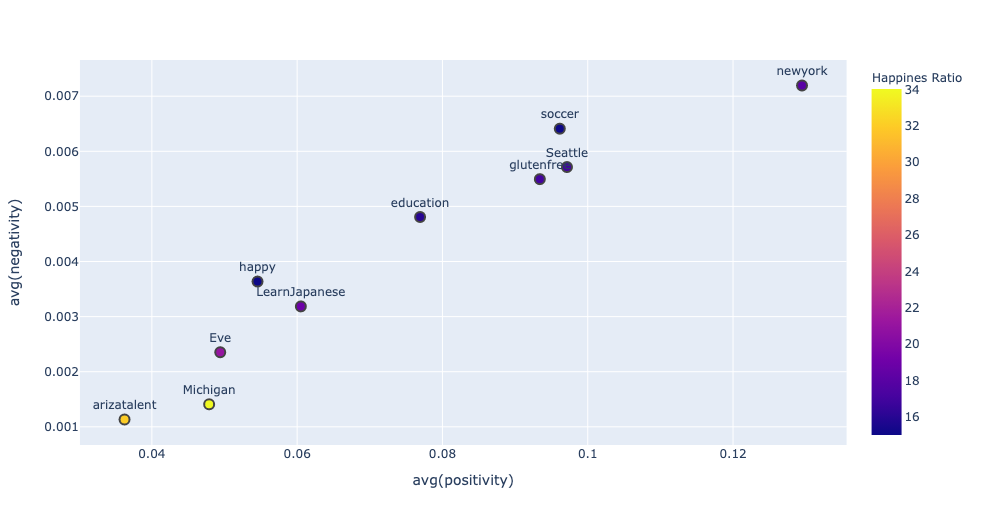 newyork
soccer
Seattle
glutenfree
education
happy
LearnJapanese
Eve
Michigan
arizatalent
0.007
0.006
0.005
0.004
0.003
0.002
0.001
0.04
0.06
0.08
0.1
0.12
avg(positivity)
avg(negativity)
Happines Ratio
34
32
30
28
26
24
22
20
18
16